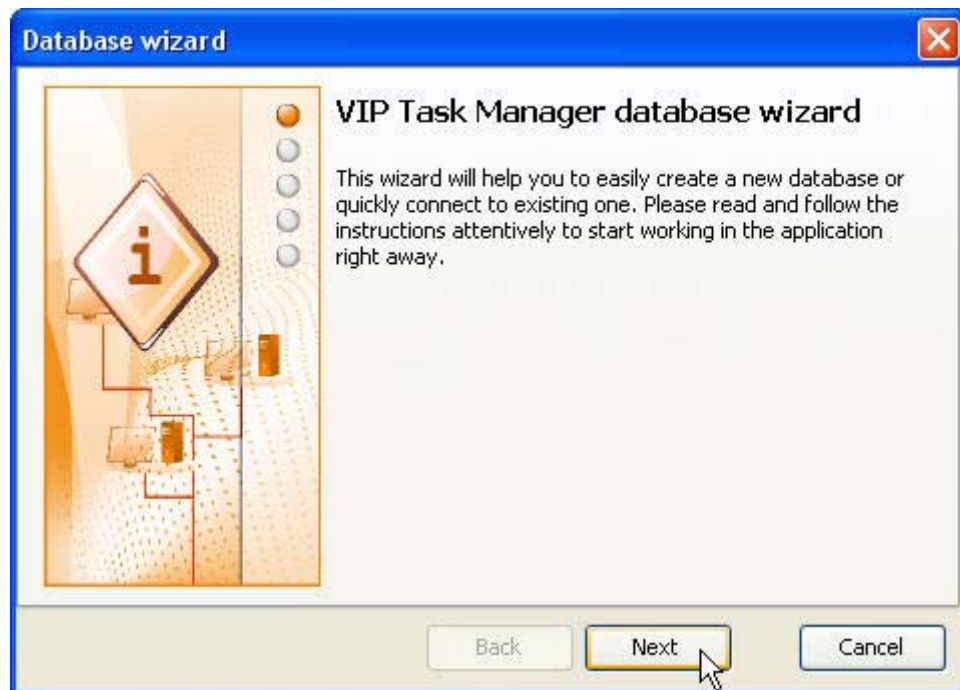 Database wizard
VIP Task Manager database wizard
This wizard will help you to easily create a new database or
quickly connect to existing one. Please read and follow the
instructions attentively to start working in the application
right away.
i
Back
Next
Cancel